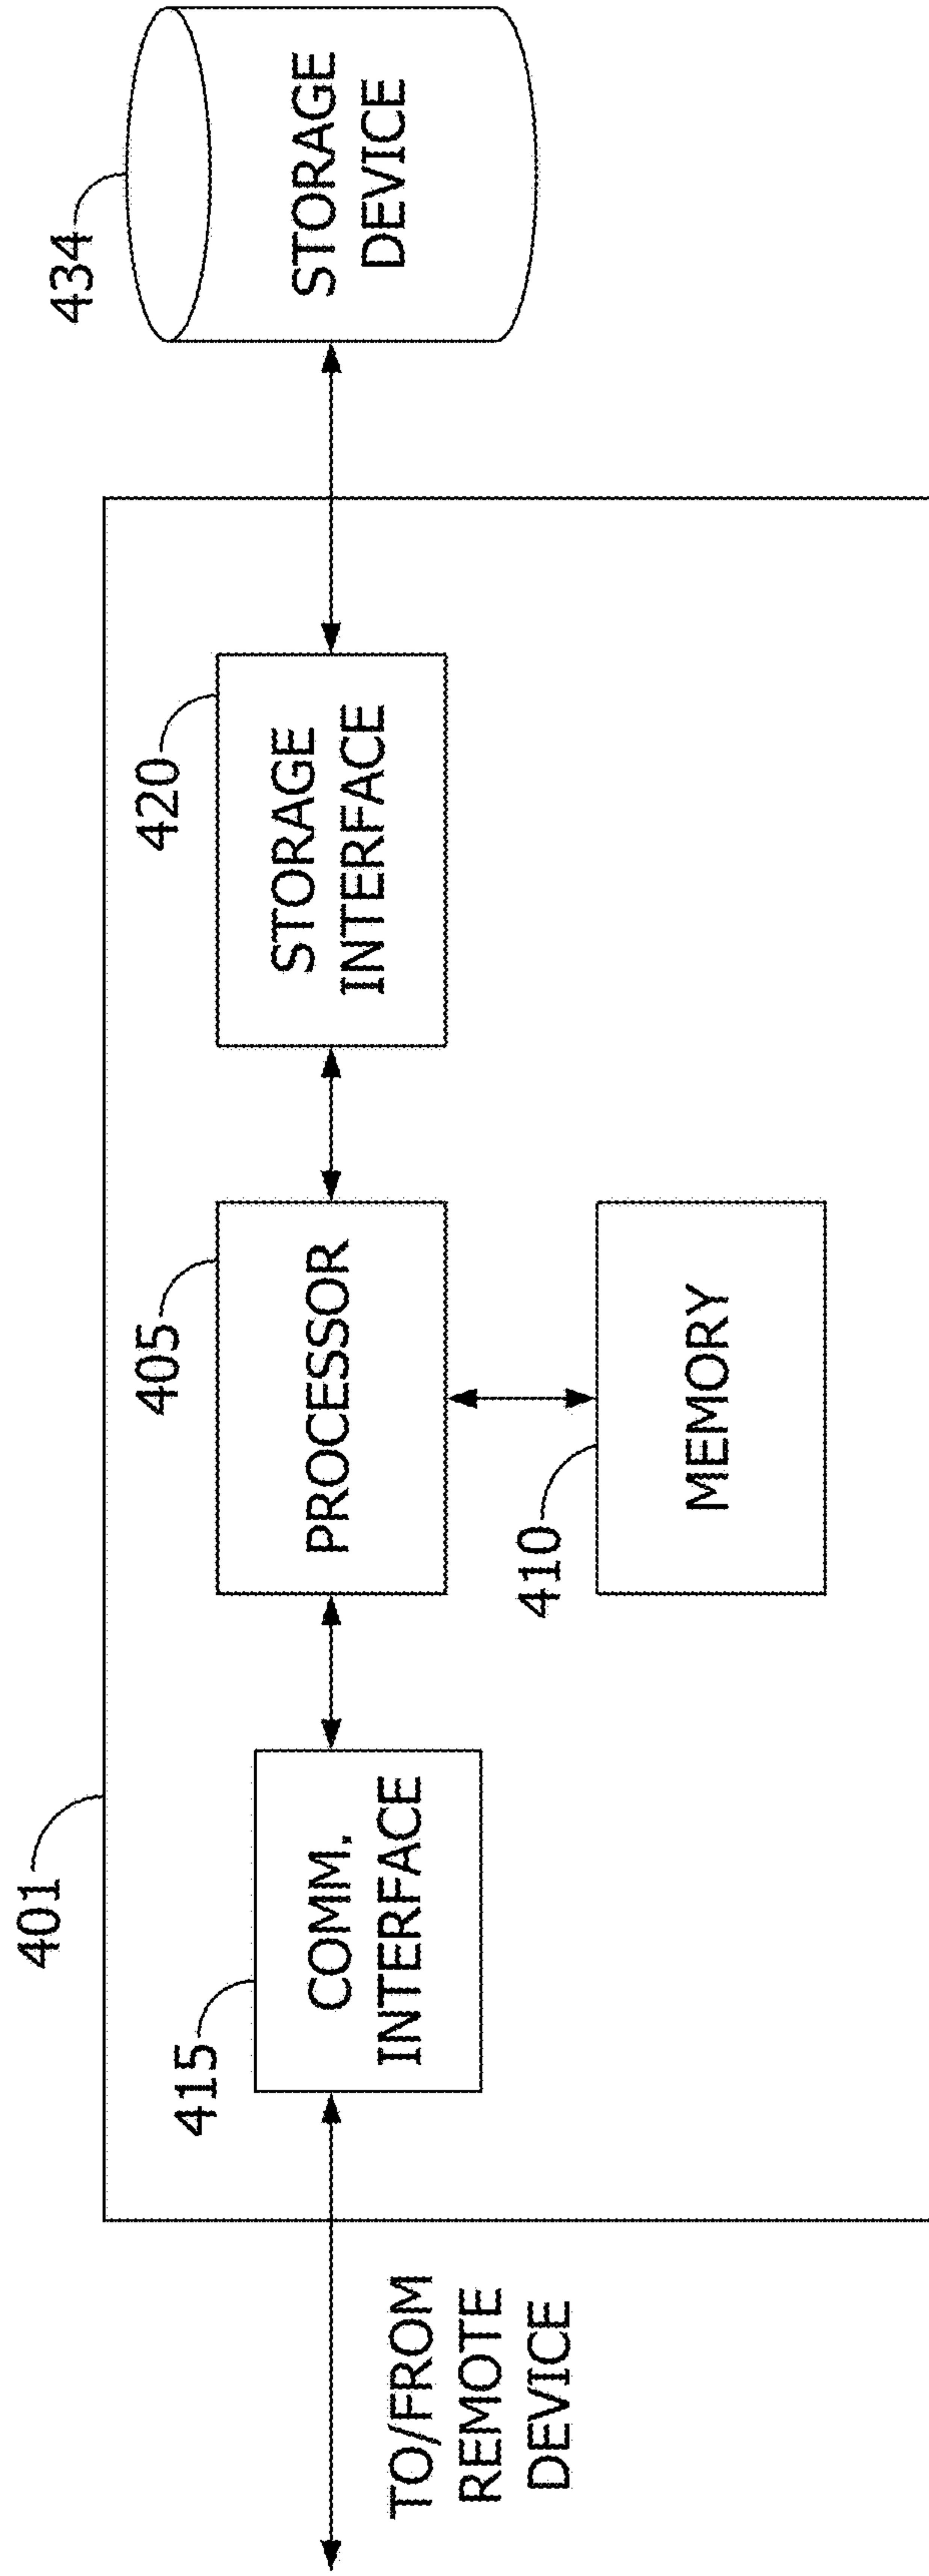 401
415
COMM.
INTERFACE
TO/FROM
REMOTE
DEVICE
405
PROCESSOR
410
MEMORY
420
STORAGE
INTERFACE
434
STORAGE
DEVICE